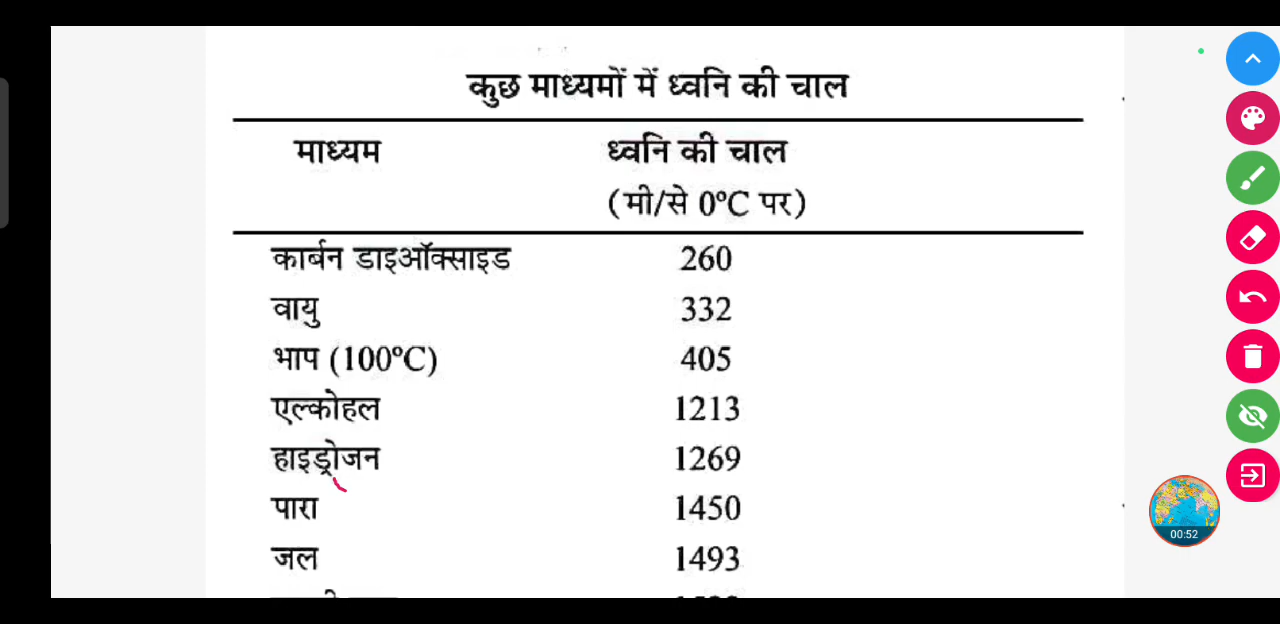 कुछ माध्यमों में ध्वनि की चाल
माध्यम ध्वनि की चाल
(मी/से 0°C पर)
कार्बन डाइऑक्साइड 260
वायु 332
भाप (100°C) 405
एल्कोहल 1213
हाइड्रोजन 1269
पारा 1450
जल 1493
00:52